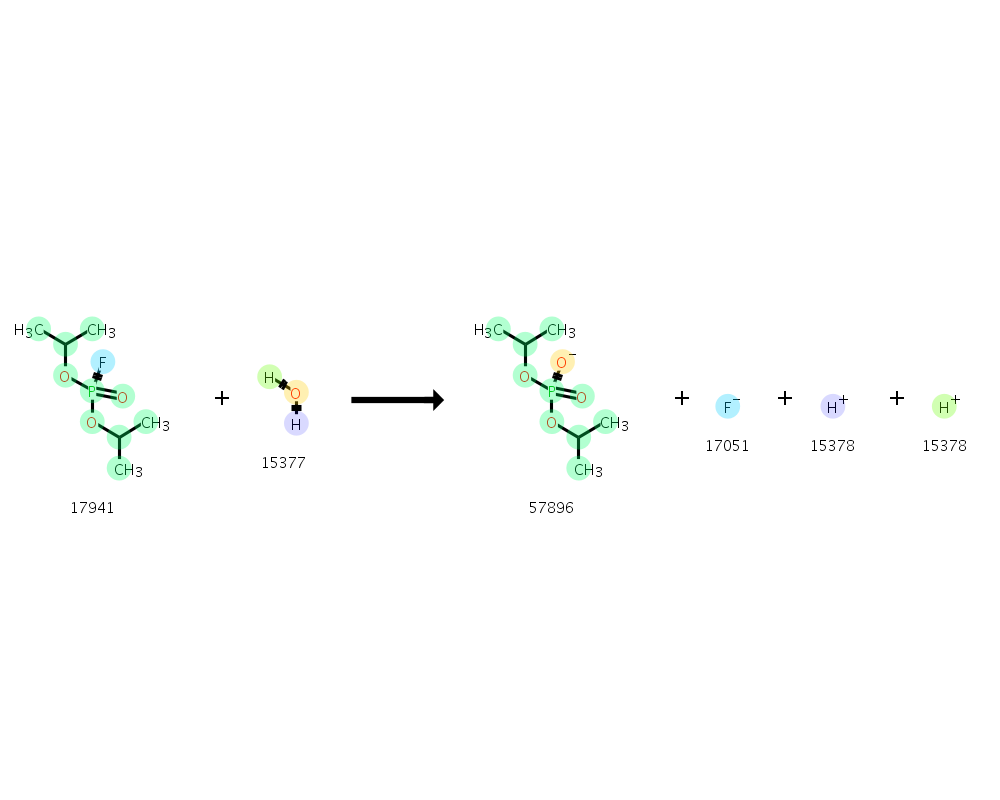 H3C CH3
F
O P O
O CH3
CH3
17941
+
H O
H
15377
H3C CH3
O−
O P O
O CH3
CH3
57896
+
F−
17051
+
H+
15378
+
H+
15378